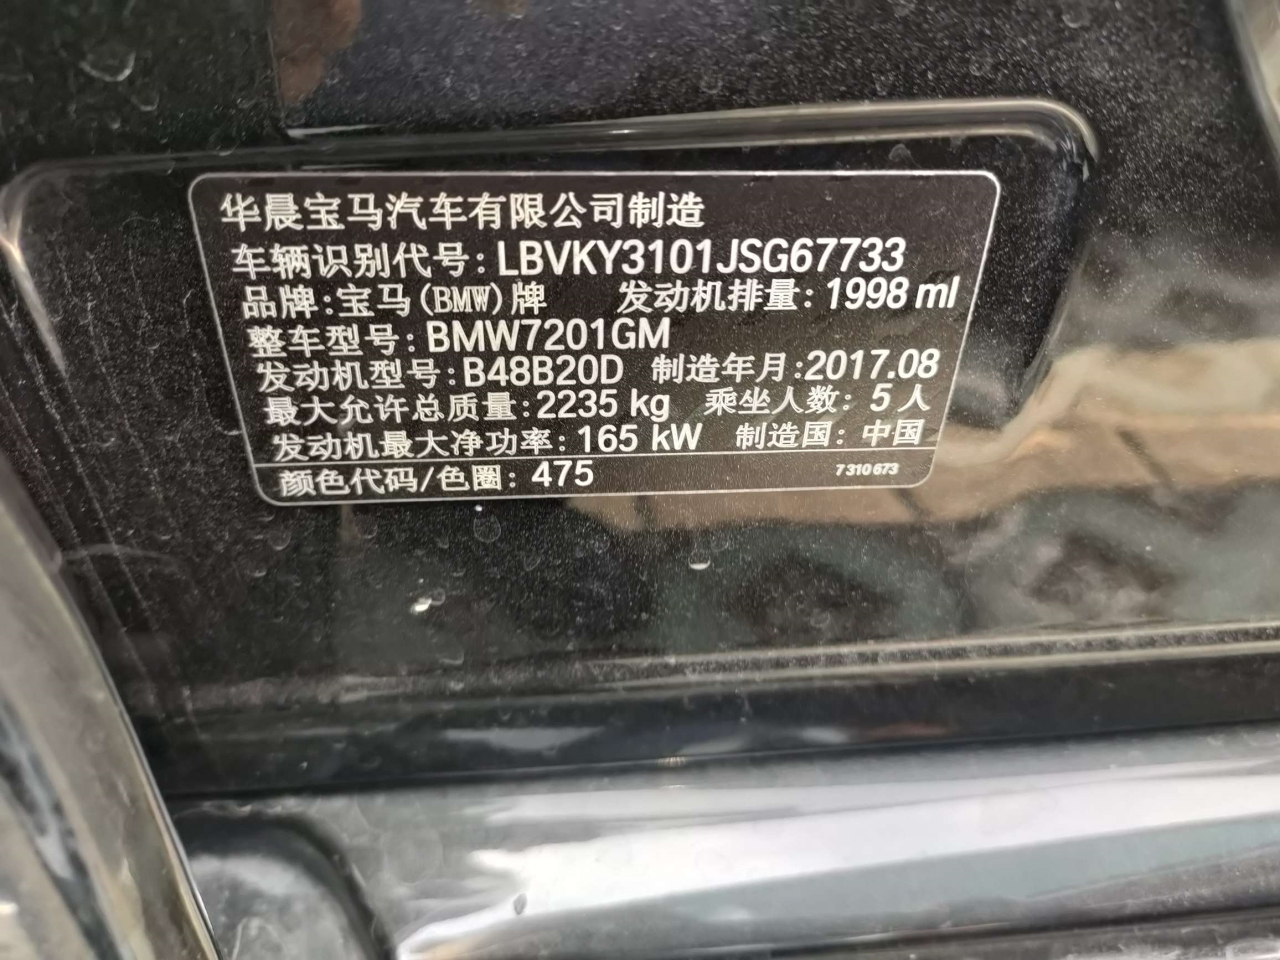 华晨宝马汽车有限公司制造
车辆识别代号:LBVKY3101JSG67733
品牌:宝马(BMW)牌 发动机排量:1998 ml
整车型号:BMW7201GM
发动机型号:B48B20D 制造年月:2017.08
最大允许总质量:2235 kg 乘坐人数:5人
发动机最大净功率:165 kW 制造国:中国
颜色代码/色圈:475 7 310 673